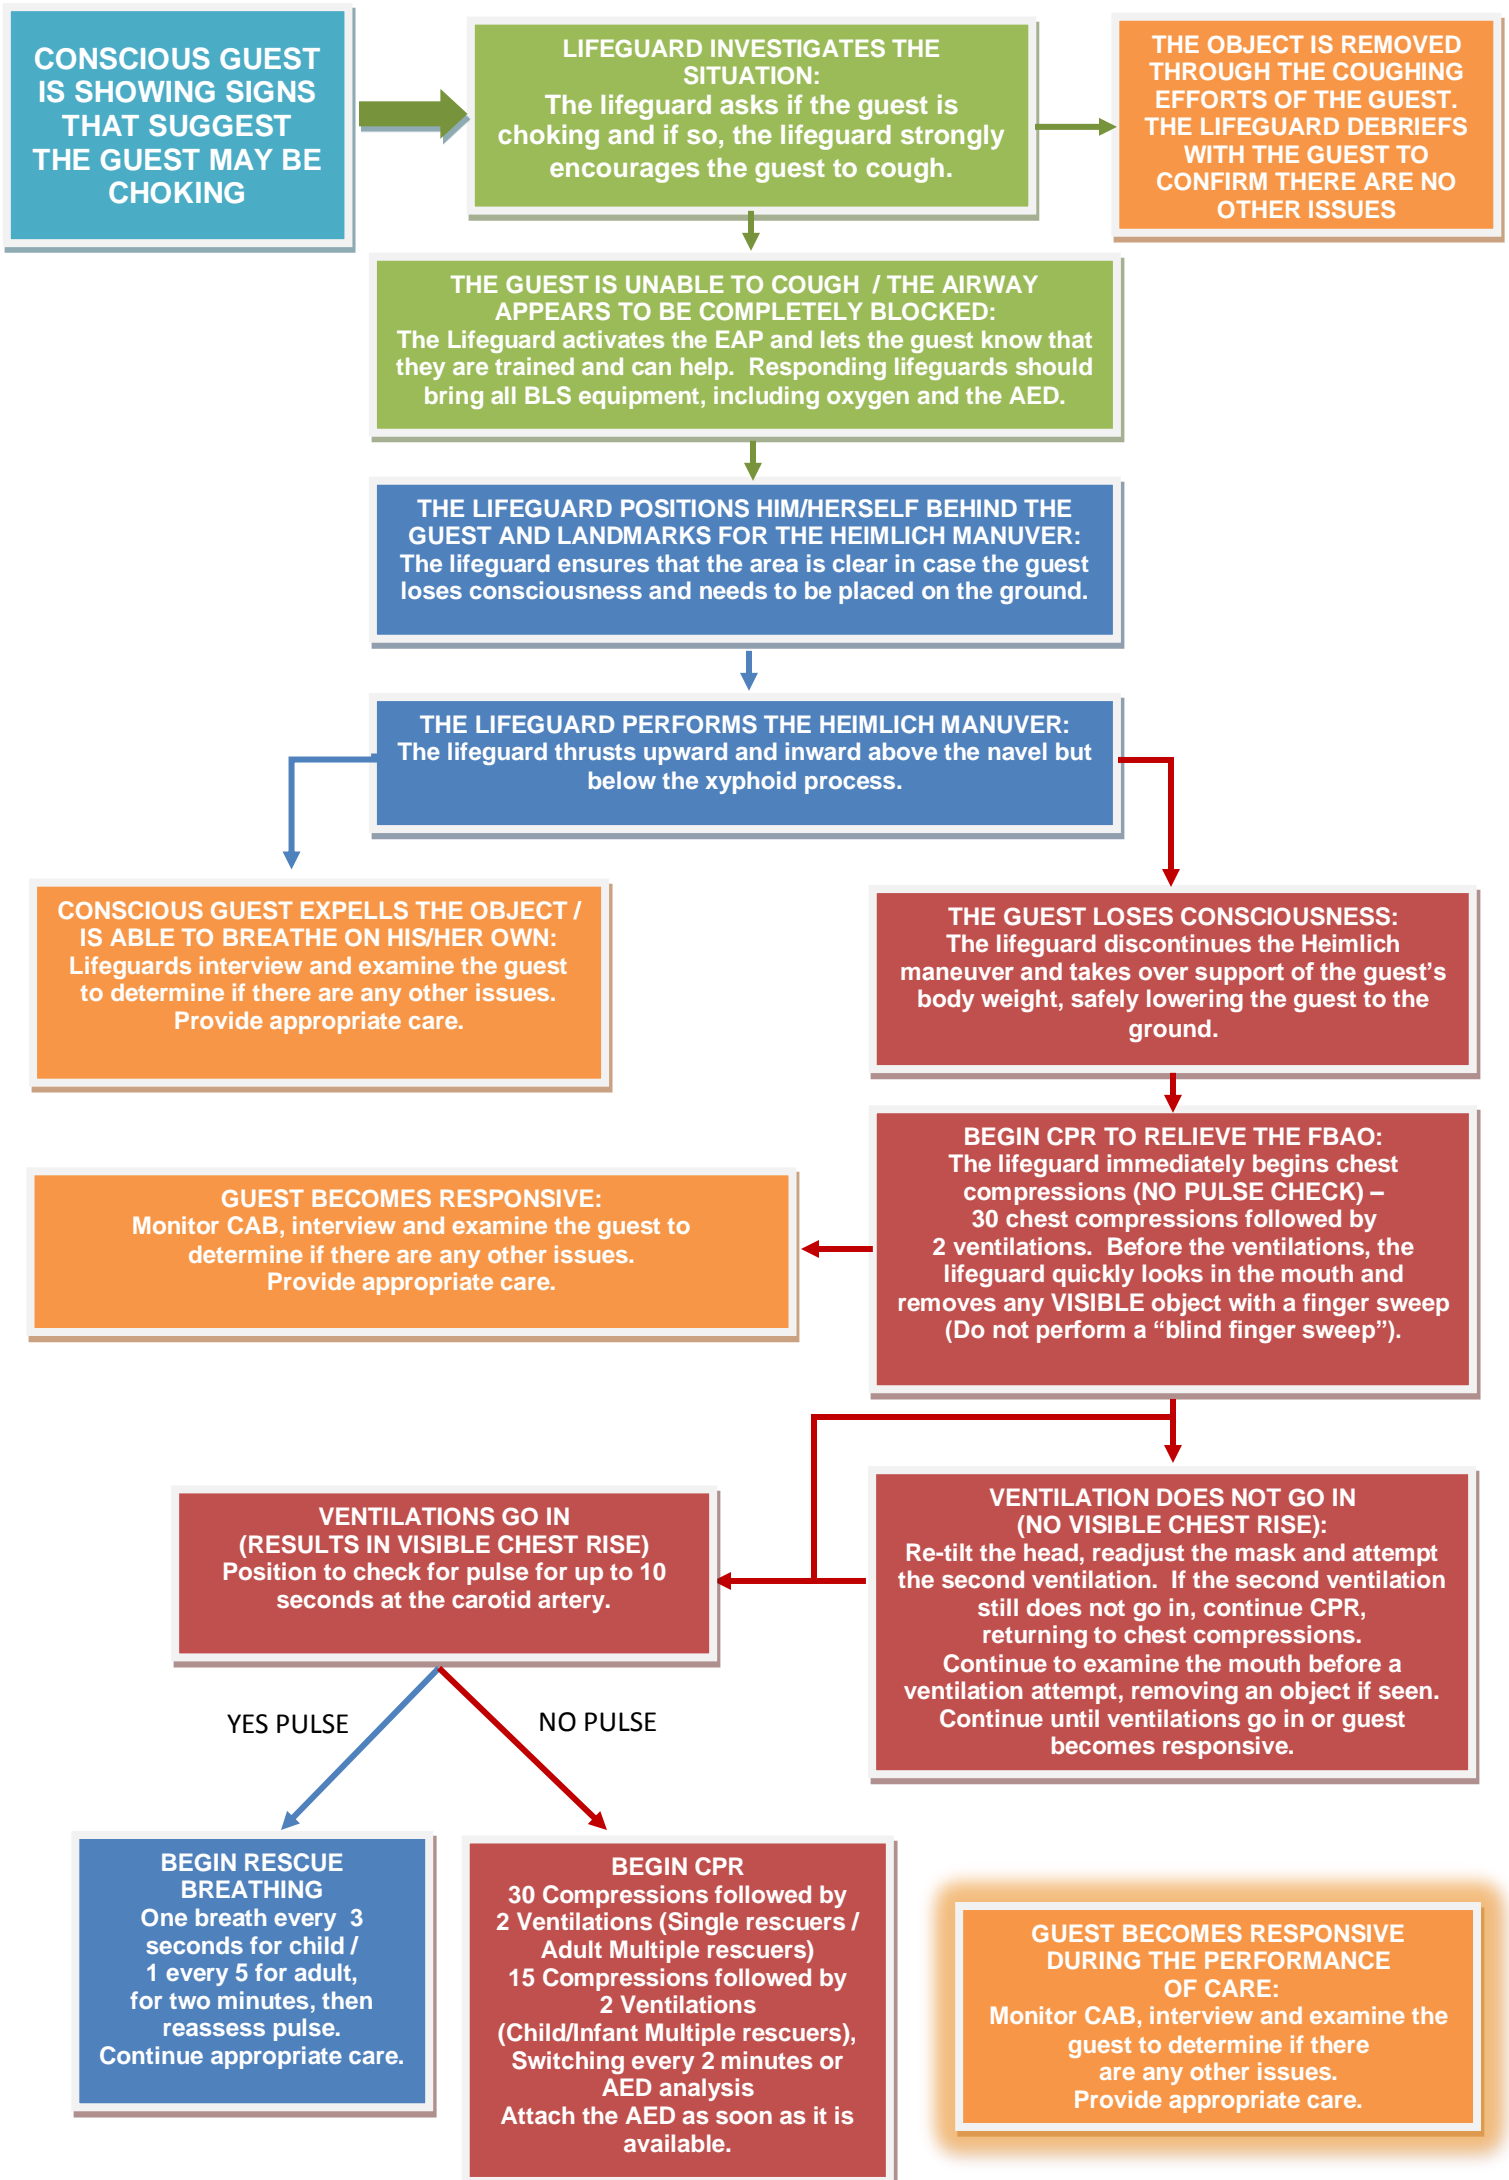 CONSCIOUS GUEST
IS SHOWING SIGNS
THAT SUGGEST
THE GUEST MAY BE
CHOKING
LIFEGUARD INVESTIGATES THE
SITUATION:
The lifeguard asks if the guest is
choking and if so, the lifeguard strongly
encourages the guest to cough.
THE OBJECT IS REMOVED
THROUGH THE COUGHING
EFFORTS OF THE GUEST.
THE LIFEGUARD DEBRIEFS
WITH THE GUEST TO
CONFIRM THERE ARE NO
OTHER ISSUES
THE GUEST IS UNABLE TO COUGH / THE AIRWAY
APPEARS TO BE COMPLETELY BLOCKED:
The Lifeguard activates the EAP and lets the guest know that
they are trained and can help. Responding lifeguards should
bring all BLS equipment, including oxygen and the AED.
THE LIFEGUARD POSITIONS HIM/HERSELF BEHIND THE
GUEST AND LANDMARKS FOR THE HEIMLICH MANUVER:
The lifeguard ensures that the area is clear in case the guest
loses consciousness and needs to be placed on the ground.
THE LIFEGUARD PERFORMS THE HEIMLICH MANUVER:
The lifeguard thrusts upward and inward above the navel but
below the xyphoid process.
CONSCIOUS GUEST EXPELLS THE OBJECT /
IS ABLE TO BREATHE ON HIS/HER OWN:
Lifeguards interview and examine the guest
to determine if there are any other issues.
Provide appropriate care.
THE GUEST LOSES CONSCIOUSNESS:
The lifeguard discontinues the Heimlich
maneuver and takes over support of the guest’s
body weight, safely lowering the guest to the
ground.
BEGIN CPR TO RELIEVE THE FBAO:
The lifeguard immediately begins chest
compressions (NO PULSE CHECK) –
30 chest compressions followed by
2 ventilations. Before the ventilations, the
lifeguard quickly looks in the mouth and
removes any VISIBLE object with a finger sweep
(Do not perform a “blind finger sweep”).
GUEST BECOMES RESPONSIVE:
Monitor CAB, interview and examine the guest to
determine if there are any other issues.
Provide appropriate care.
VENTILATIONS GO IN
(RESULTS IN VISIBLE CHEST RISE)
Position to check for pulse for up to 10
seconds at the carotid artery.
VENTILATION DOES NOT GO IN
(NO VISIBLE CHEST RISE):
Re-tilt the head, readjust the mask and attempt
the second ventilation. If the second ventilation
still does not go in, continue CPR,
returning to chest compressions.
Continue to examine the mouth before a
ventilation attempt, removing an object if seen.
Continue until ventilations go in or guest
becomes responsive.
YES PULSE
NO PULSE
BEGIN RESCUE
BREATHING
One breath every 3
seconds for child /
1 every 5 for adult,
for two minutes, then
reassess pulse.
Continue appropriate care.
BEGIN CPR
30 Compressions followed by
2 Ventilations (Single rescuers /
Adult Multiple rescuers)
15 Compressions followed by
2 Ventilations
(Child/Infant Multiple rescuers),
Switching every 2 minutes or
AED analysis
Attach the AED as soon as it is
available.
GUEST BECOMES RESPONSIVE
DURING THE PERFORMANCE
OF CARE:
Monitor CAB, interview and examine the
guest to determine if there
are any other issues.
Provide appropriate care.